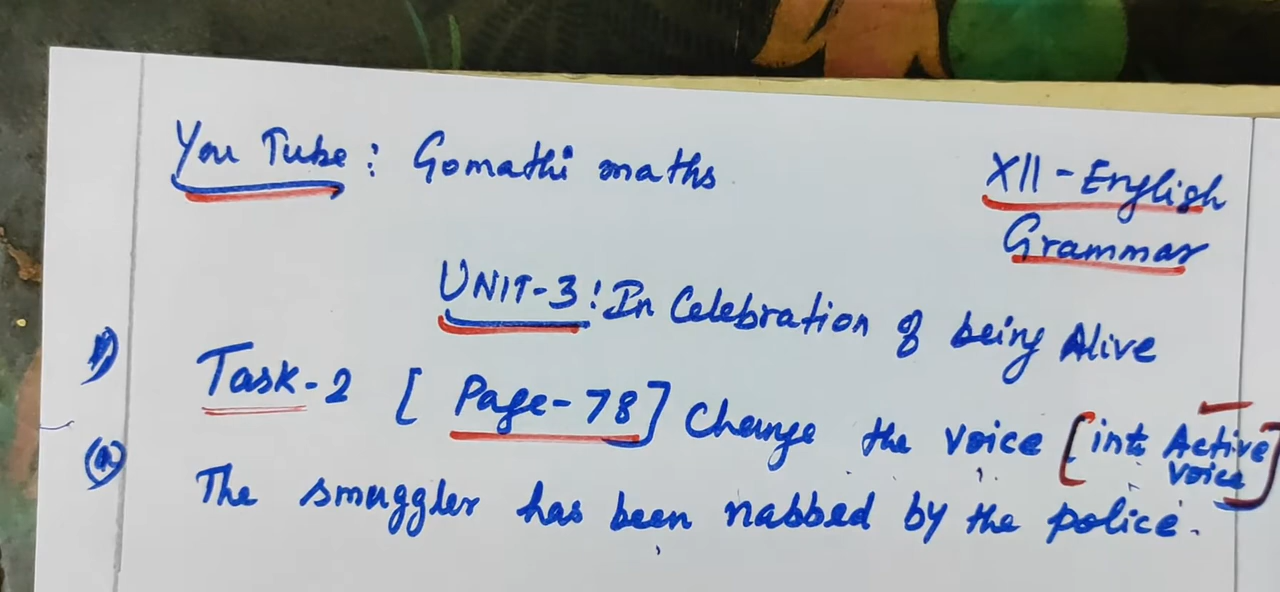 You Tube: Gomathi maths
XII - English
Grammar
UNIT-3: In Celebration of being Alive
1)
Task-2 [Page-78] Change the voice [into Active
voice]
(a)
The smuggler has been nabbed by the police.